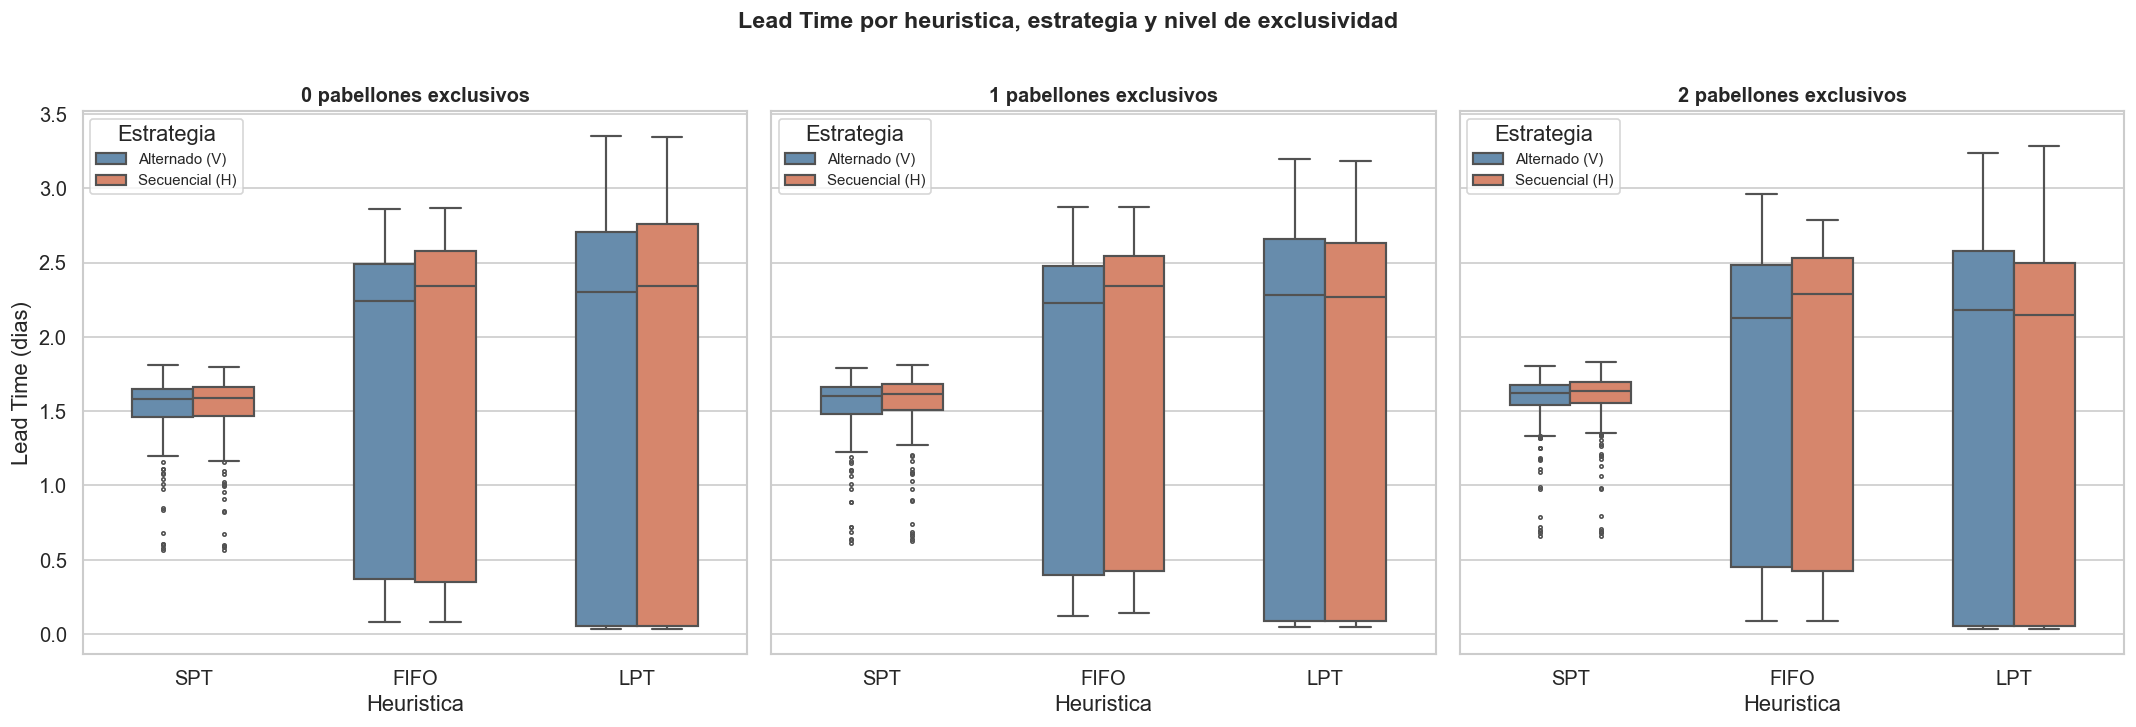 Lead Time por heuristica, estrategia y nivel de exclusividad
0 pabellones exclusivos
1 pabellones exclusivos
2 pabellones exclusivos
Lead Time (dias)
3.5
3.0
2.5
2.0
1.5
1.0
0.5
0.0
Estrategia
Alternado (V)
Secuencial (H)
Estrategia
Alternado (V)
Secuencial (H)
Estrategia
Alternado (V)
Secuencial (H)
SPT FIFO LPT
SPT FIFO LPT
SPT FIFO LPT
Heuristica
Heuristica
Heuristica